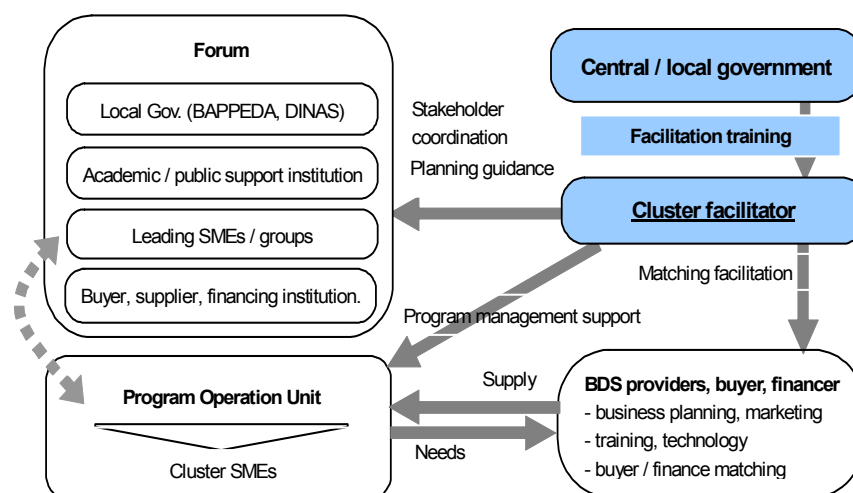 Forum
Local Gov. (BAPPEDA, DINAS)
Academic / public support institution
Leading SMEs / groups
Buyer, supplier, financing institution.
Stakeholder
coordination
Planning guidance
Central / local government
Facilitation training
Cluster facilitator
Matching facilitation
Program management support
Program Operation Unit
Cluster SMEs
Supply
Needs
BDS providers, buyer, financer
- business planning, marketing
- training, technology
- buyer / finance matching